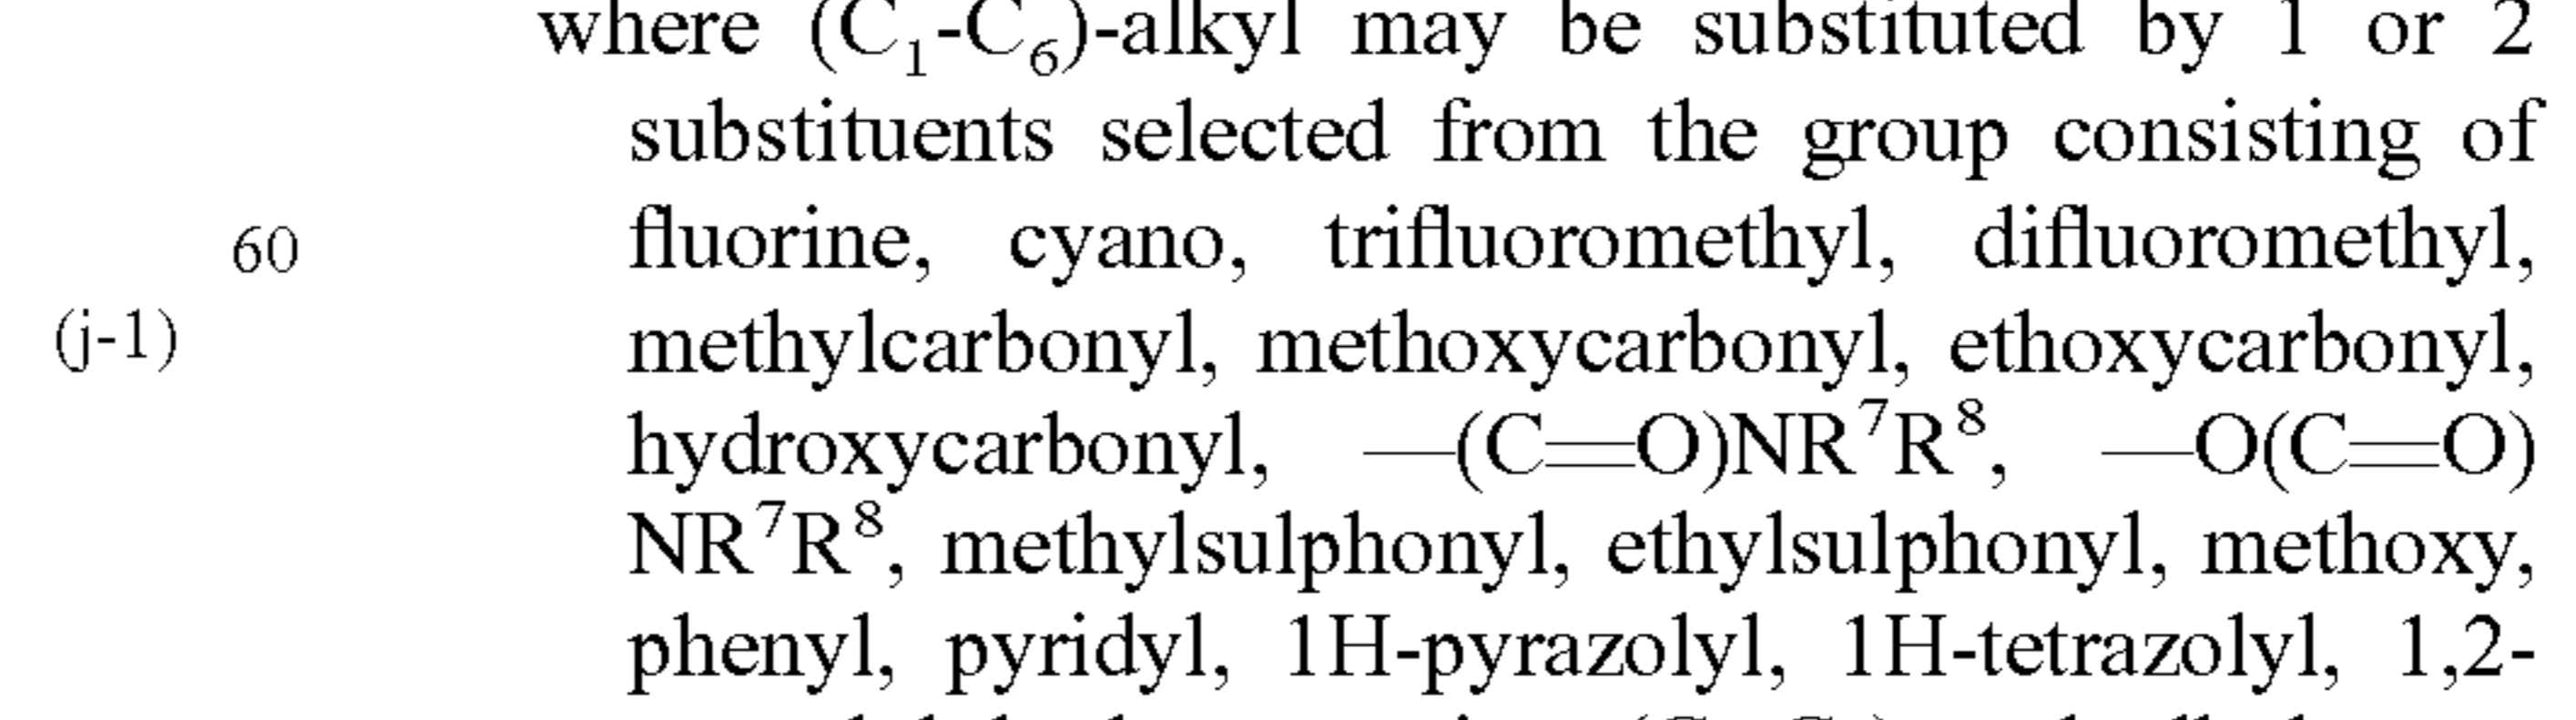 where (C₁-C₆)-alkyl may be substituted by 1 or 2
substituents selected from the group consisting of
60 fluorine, cyano, trifluoromethyl, difluoromethyl,
(j-1) methylcarbonyl, methoxycarbonyl, ethoxycarbonyl,
hydroxycarbonyl, —(C═O)NR⁷R⁸, —O(C═O)
NR⁷R⁸, methylsulphonyl, ethylsulphonyl, methoxy,
phenyl, pyridyl, 1H-pyrazolyl, 1H-tetrazolyl, 1,2-